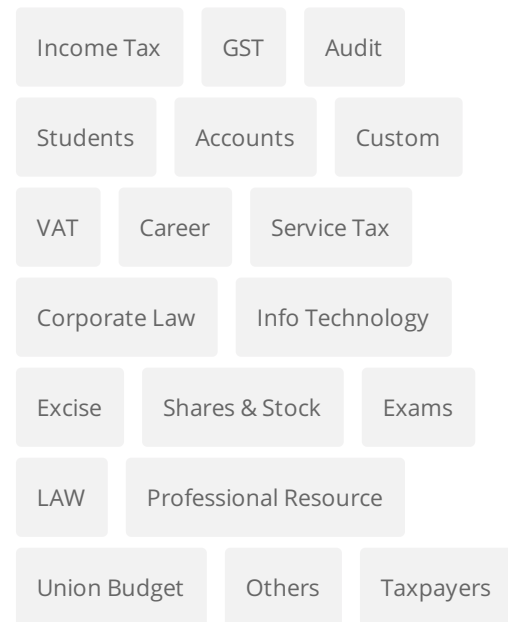 Income Tax GST Audit
Students Accounts Custom
VAT Career Service Tax
Corporate Law Info Technology
Excise Shares & Stock Exams
LAW Professional Resource
Union Budget Others Taxpayers